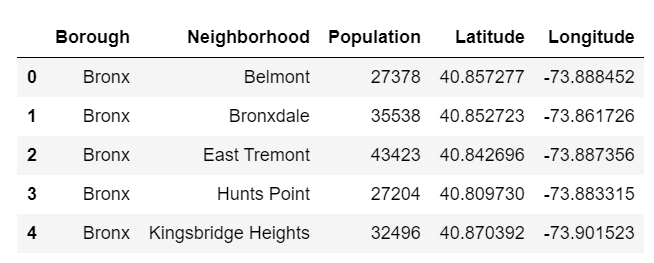 Borough Neighborhood Population Latitude Longitude
0 Bronx Belmont 27378 40.857277 -73.888452
1 Bronx Bronxdale 35538 40.852723 -73.861726
2 Bronx East Tremont 43423 40.842696 -73.887356
3 Bronx Hunts Point 27204 40.809730 -73.883315
4 Bronx Kingsbridge Heights 32496 40.870392 -73.901523